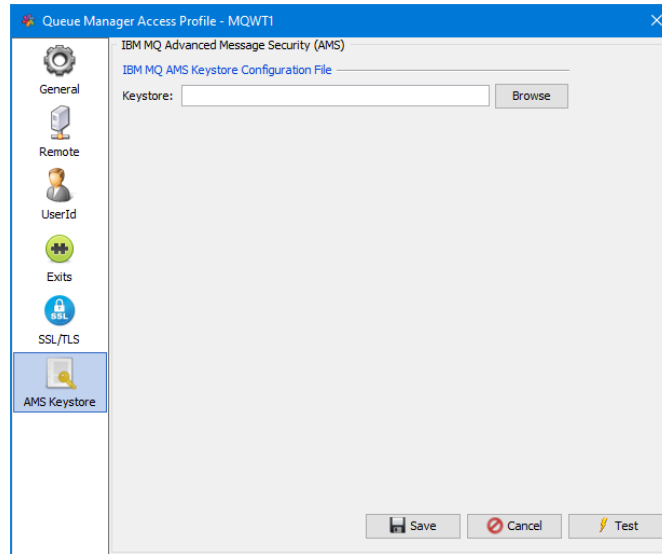 Queue Manager Access Profile - MQWT1
IBM MQ Advanced Message Security (AMS)
IBM MQ AMS Keystore Configuration File
Keystore:
Browse
General
Remote
UserId
Exits
SSL
SSL/TLS
AMS Keystore
Save
Cancel
Test